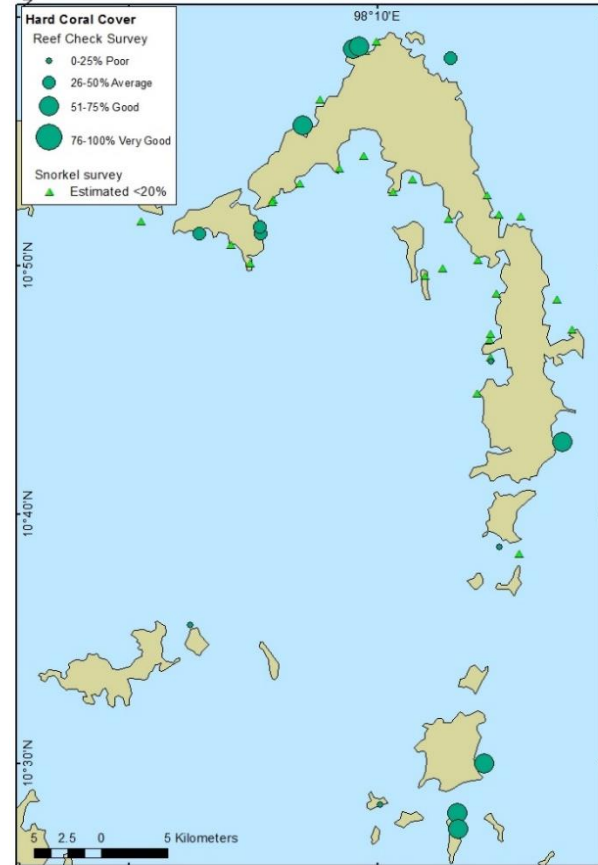 98°10'E
Hard Coral Cover
Reef Check Survey
0-25% Poor
26-50% Average
51-75% Good
76-100% Very Good
Snorkel survey
Estimated <20%
10°50'N
10°40'N
10°30'N
5 2.5 0 5 Kilometers